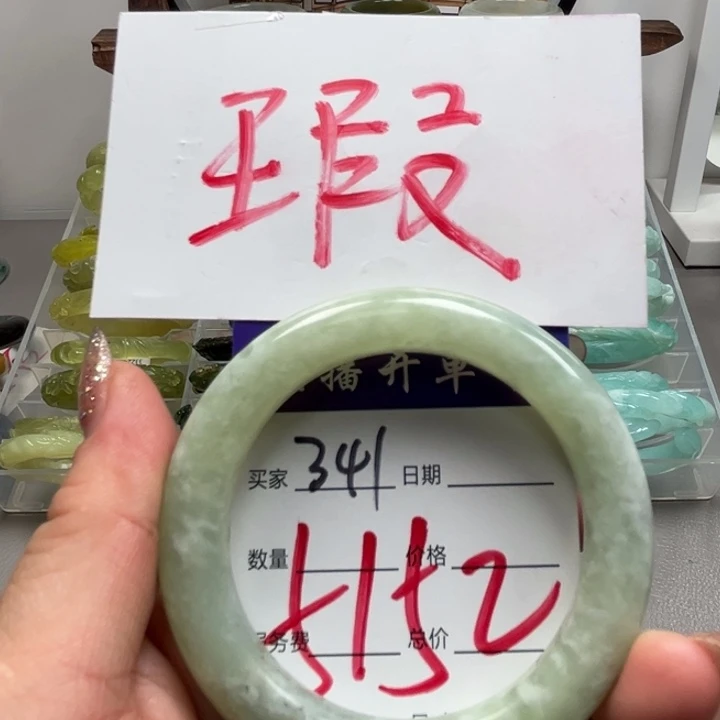 瑕
播开单
买家 341 日期
数量 价格
5152
务费 总价